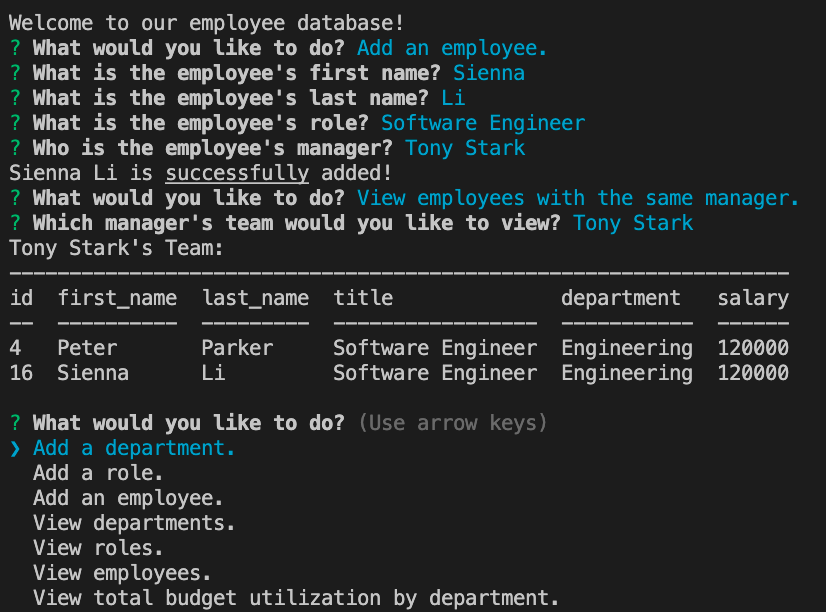 Welcome to our employee database!
? What would you like to do? Add an employee.
? What is the employee's first name? Sienna
? What is the employee's last name? Li
? What is the employee's role? Software Engineer
? Who is the employee's manager? Tony Stark
Sienna Li is successfully added!
? What would you like to do? View employees with the same manager.
? Which manager's team would you like to view? Tony Stark
Tony Stark's Team:
-----------------------------------------------------------------
id  first_name  last_name  title              department   salary
--  ----------  ---------  -----------------  -----------  ------
4   Peter       Parker     Software Engineer  Engineering  120000
16  Sienna      Li         Software Engineer  Engineering  120000
? What would you like to do? (Use arrow keys)
❯ Add a department.
  Add a role.
  Add an employee.
  View departments.
  View roles.
  View employees.
  View total budget utilization by department.